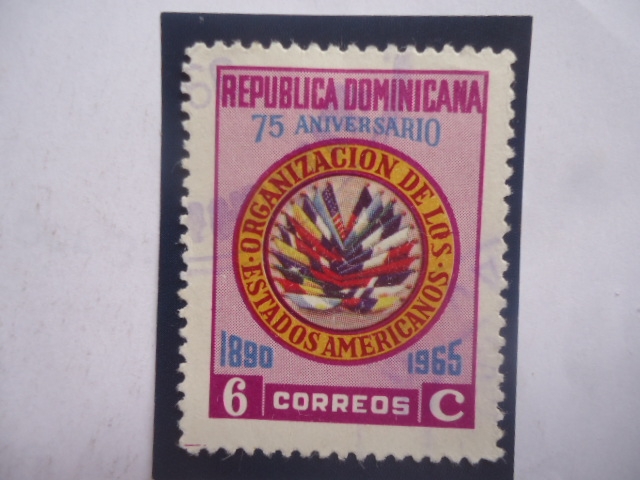 REPUBLICA DOMINICANA
75 ANIVERSARIO
ORGANIZACION DE LOS
· ESTADOS AMERICANOS ·
1890 1965
6 CORREOS C